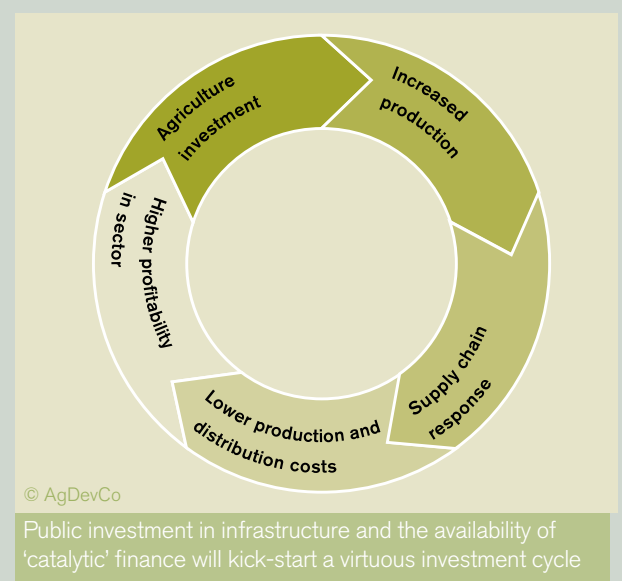 Agriculture
investment
Increased
production
Supply chain
response
Lower production and
distribution costs
Higher profitability
in sector
© AgDevCo
Public investment in infrastructure and the availability of
‘catalytic’ finance will kick-start a virtuous investment cycle